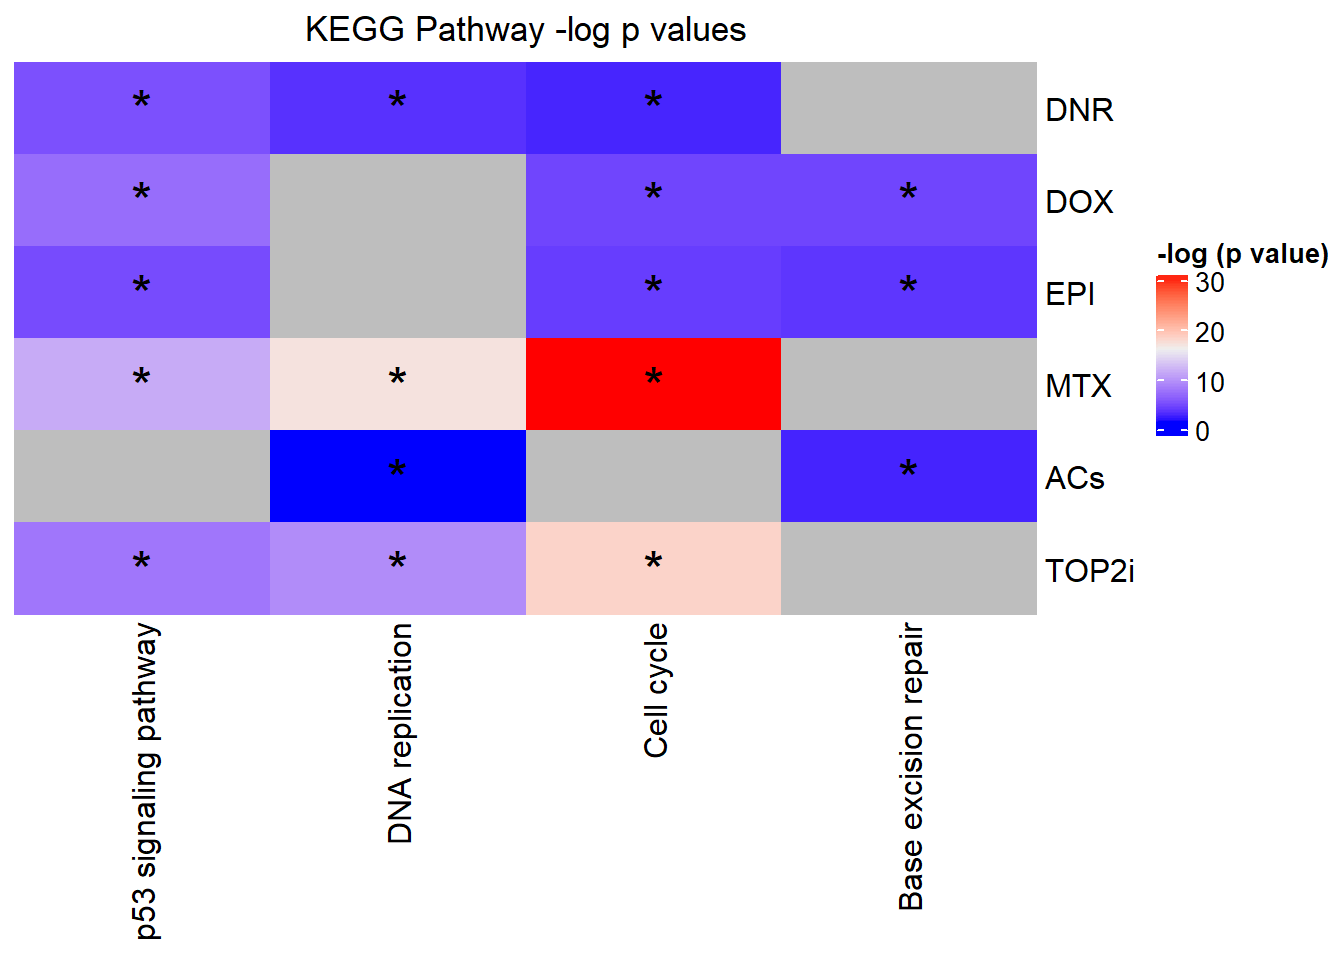 KEGG Pathway -log p values
* * * DNR
* * * DOX
* * * EPI
* * * MTX
* * ACs
* * * TOP2i
-log (p value)
30
20
10
0
p53 signaling pathway
DNA replication
Cell cycle
Base excision repair